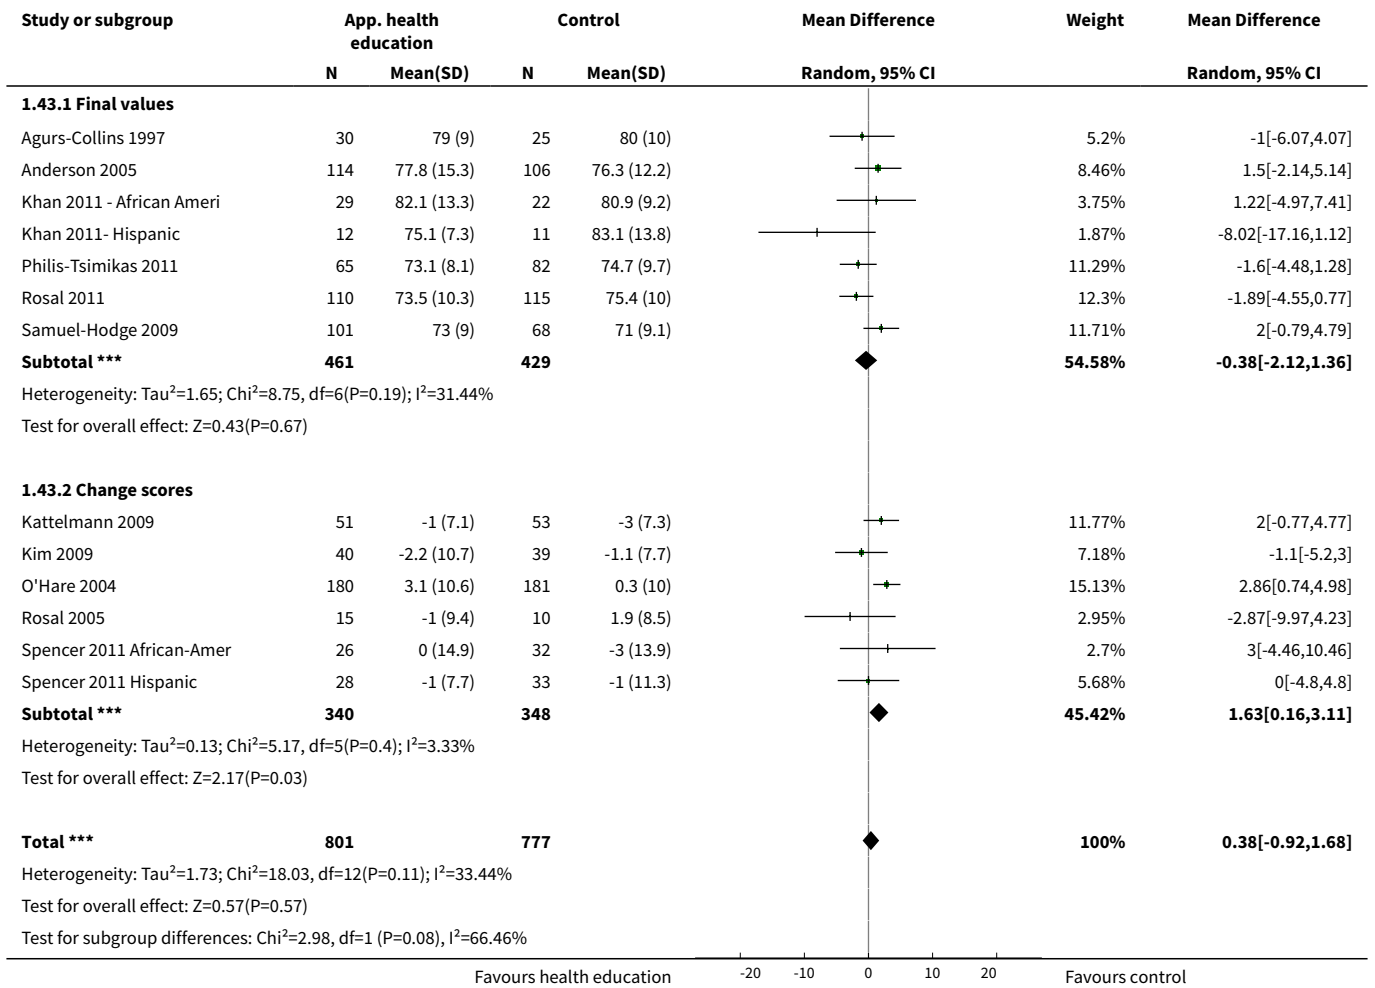 Study or subgroup App. health education Control Mean Difference Weight Mean Difference
N Mean(SD) N Mean(SD) Random, 95% CI Random, 95% CI
1.43.1 Final values
Agurs-Collins 1997 30 79 (9) 25 80 (10) 5.2% -1[-6.07,4.07]
Anderson 2005 114 77.8 (15.3) 106 76.3 (12.2) 8.46% 1.5[-2.14,5.14]
Khan 2011 - African Ameri 29 82.1 (13.3) 22 80.9 (9.2) 3.75% 1.22[-4.97,7.41]
Khan 2011- Hispanic 12 75.1 (7.3) 11 83.1 (13.8) 1.87% -8.02[-17.16,1.12]
Philis-Tsimikas 2011 65 73.1 (8.1) 82 74.7 (9.7) 11.29% -1.6[-4.48,1.28]
Rosal 2011 110 73.5 (10.3) 115 75.4 (10) 12.3% -1.89[-4.55,0.77]
Samuel-Hodge 2009 101 73 (9) 68 71 (9.1) 11.71% 2[-0.79,4.79]
Subtotal *** 461 429 54.58% -0.38[-2.12,1.36]
Heterogeneity: Tau²=1.65; Chi²=8.75, df=6(P=0.19); I²=31.44%
Test for overall effect: Z=0.43(P=0.67)
1.43.2 Change scores
Kattelmann 2009 51 -1 (7.1) 53 -3 (7.3) 11.77% 2[-0.77,4.77]
Kim 2009 40 -2.2 (10.7) 39 -1.1 (7.7) 7.18% -1.1[-5.2,3]
O'Hare 2004 180 3.1 (10.6) 181 0.3 (10) 15.13% 2.86[0.74,4.98]
Rosal 2005 15 -1 (9.4) 10 1.9 (8.5) 2.95% -2.87[-9.97,4.23]
Spencer 2011 African-Amer 26 0 (14.9) 32 -3 (13.9) 2.7% 3[-4.46,10.46]
Spencer 2011 Hispanic 28 -1 (7.7) 33 -1 (11.3) 5.68% 0[-4.8,4.8]
Subtotal *** 340 348 45.42% 1.63[0.16,3.11]
Heterogeneity: Tau²=0.13; Chi²=5.17, df=5(P=0.4); I²=3.33%
Test for overall effect: Z=2.17(P=0.03)
Total *** 801 777 100% 0.38[-0.92,1.68]
Heterogeneity: Tau²=1.73; Chi²=18.03, df=12(P=0.11); I²=33.44%
Test for overall effect: Z=0.57(P=0.57)
Test for subgroup differences: Chi²=2.98, df=1 (P=0.08), I²=66.46%
Favours health education -20 -10 0 10 20 Favours control